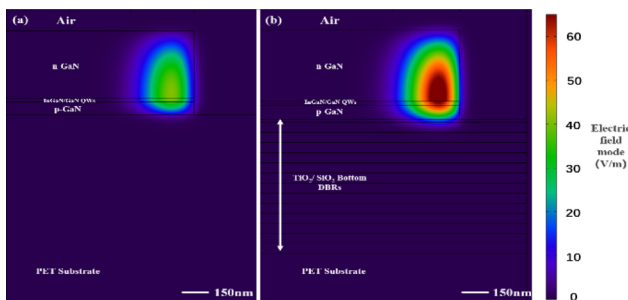 (a)
Air
n GaN
InGaN/GaN QWs
p-GaN
PET Substrate
150nm
(b)
Air
n GaN
InGaN/GaN QWs
p GaN
TiO₂/ SiO₂ Bottom
DBRs
PET Substrate
150nm
60
50
40
30
20
10
0
Electric
field
mode
(V/m)